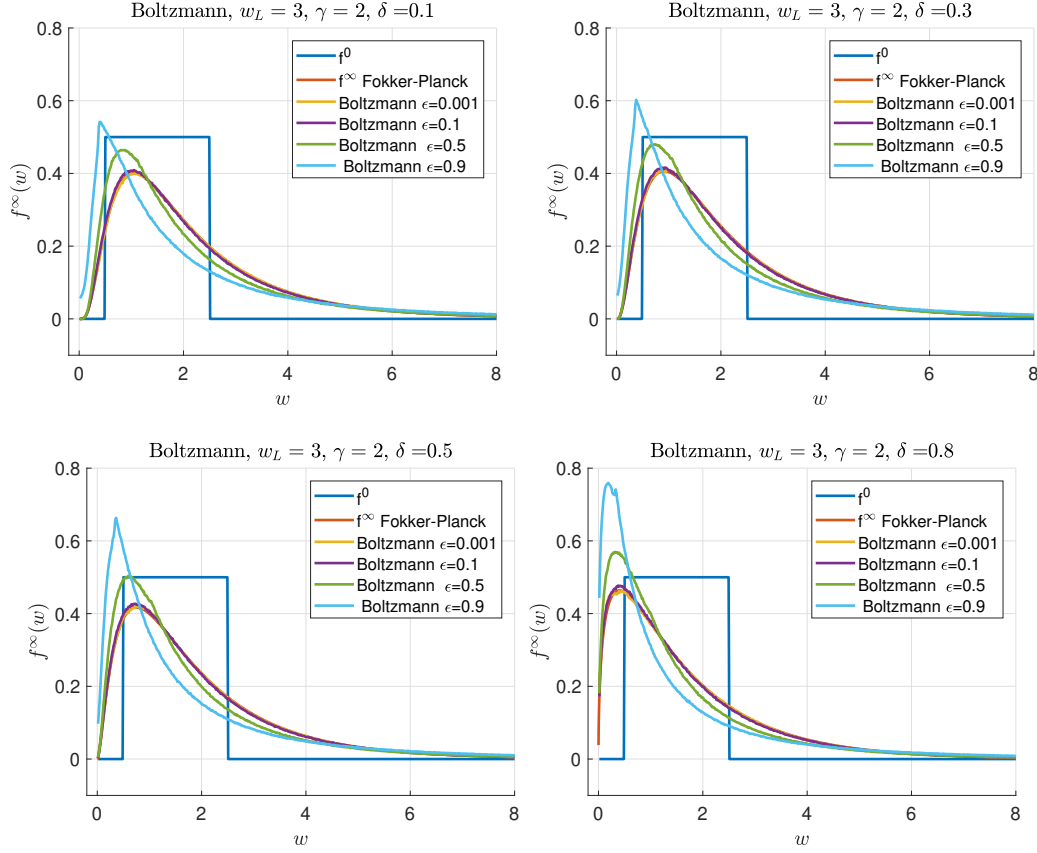 Boltzmann, w_L = 3, γ = 2, δ =0.1
0.8
0.6
0.4
0.2
0
f^∞(w)
0 2 4 6 8
w
f^0
f^∞ Fokker-Planck
Boltzmann ϵ=0.001
Boltzmann ϵ=0.1
Boltzmann ϵ=0.5
Boltzmann ϵ=0.9
Boltzmann, w_L = 3, γ = 2, δ =0.3
0.8
0.6
0.4
0.2
0
f^∞(w)
0 2 4 6 8
w
f^0
f^∞ Fokker-Planck
Boltzmann ϵ=0.001
Boltzmann ϵ=0.1
Boltzmann ϵ=0.5
Boltzmann ϵ=0.9
Boltzmann, w_L = 3, γ = 2, δ =0.5
0.8
0.6
0.4
0.2
0
f^∞(w)
0 2 4 6 8
w
f^0
f^∞ Fokker-Planck
Boltzmann ϵ=0.001
Boltzmann ϵ=0.1
Boltzmann ϵ=0.5
Boltzmann ϵ=0.9
Boltzmann, w_L = 3, γ = 2, δ =0.8
0.8
0.6
0.4
0.2
0
f^∞(w)
0 2 4 6 8
w
f^0
f^∞ Fokker-Planck
Boltzmann ϵ=0.001
Boltzmann ϵ=0.1
Boltzmann ϵ=0.5
Boltzmann ϵ=0.9